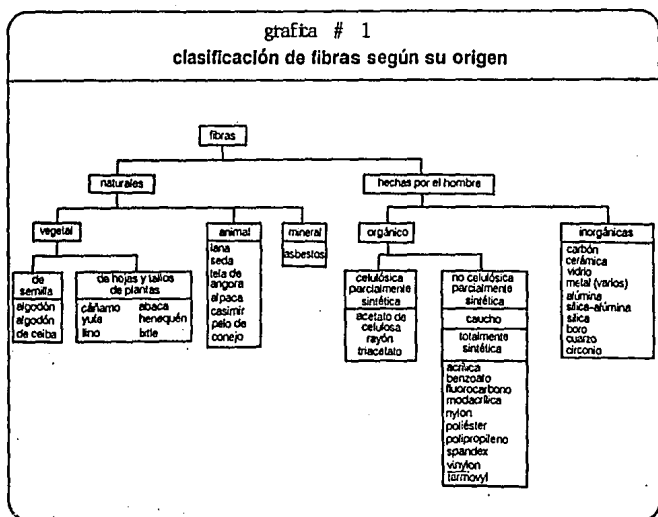 grafica # 1
clasificación de fibras según su origen
fibras
naturales
hechas por el hombre
vegetal
animal
mineral
orgánico
inorgánicas
de
semilla
algodón
algodón
de ceiba
de hojas y tallos
de plantas
cáñamo abaca
yute henequén
lino ixtle
lana
seda
tela de
angora
alpaca
casimir
pelo de
conejo
asbestos
celulósica
parcialmente
sintética
acetato de
celulosa
rayón
triacetato
no celulósica
parcialmente
sintética
caucho
totalmente
sintética
acrílica
benzoato
fluorocarbono
modacrílica
nylon
poliéster
polipropileno
spandex
vinylon
termovyl
carbón
cerámica
vidrio
metal (varios)
alúmina
sílica-alúmina
sílica
boro
cuarzo
circonio